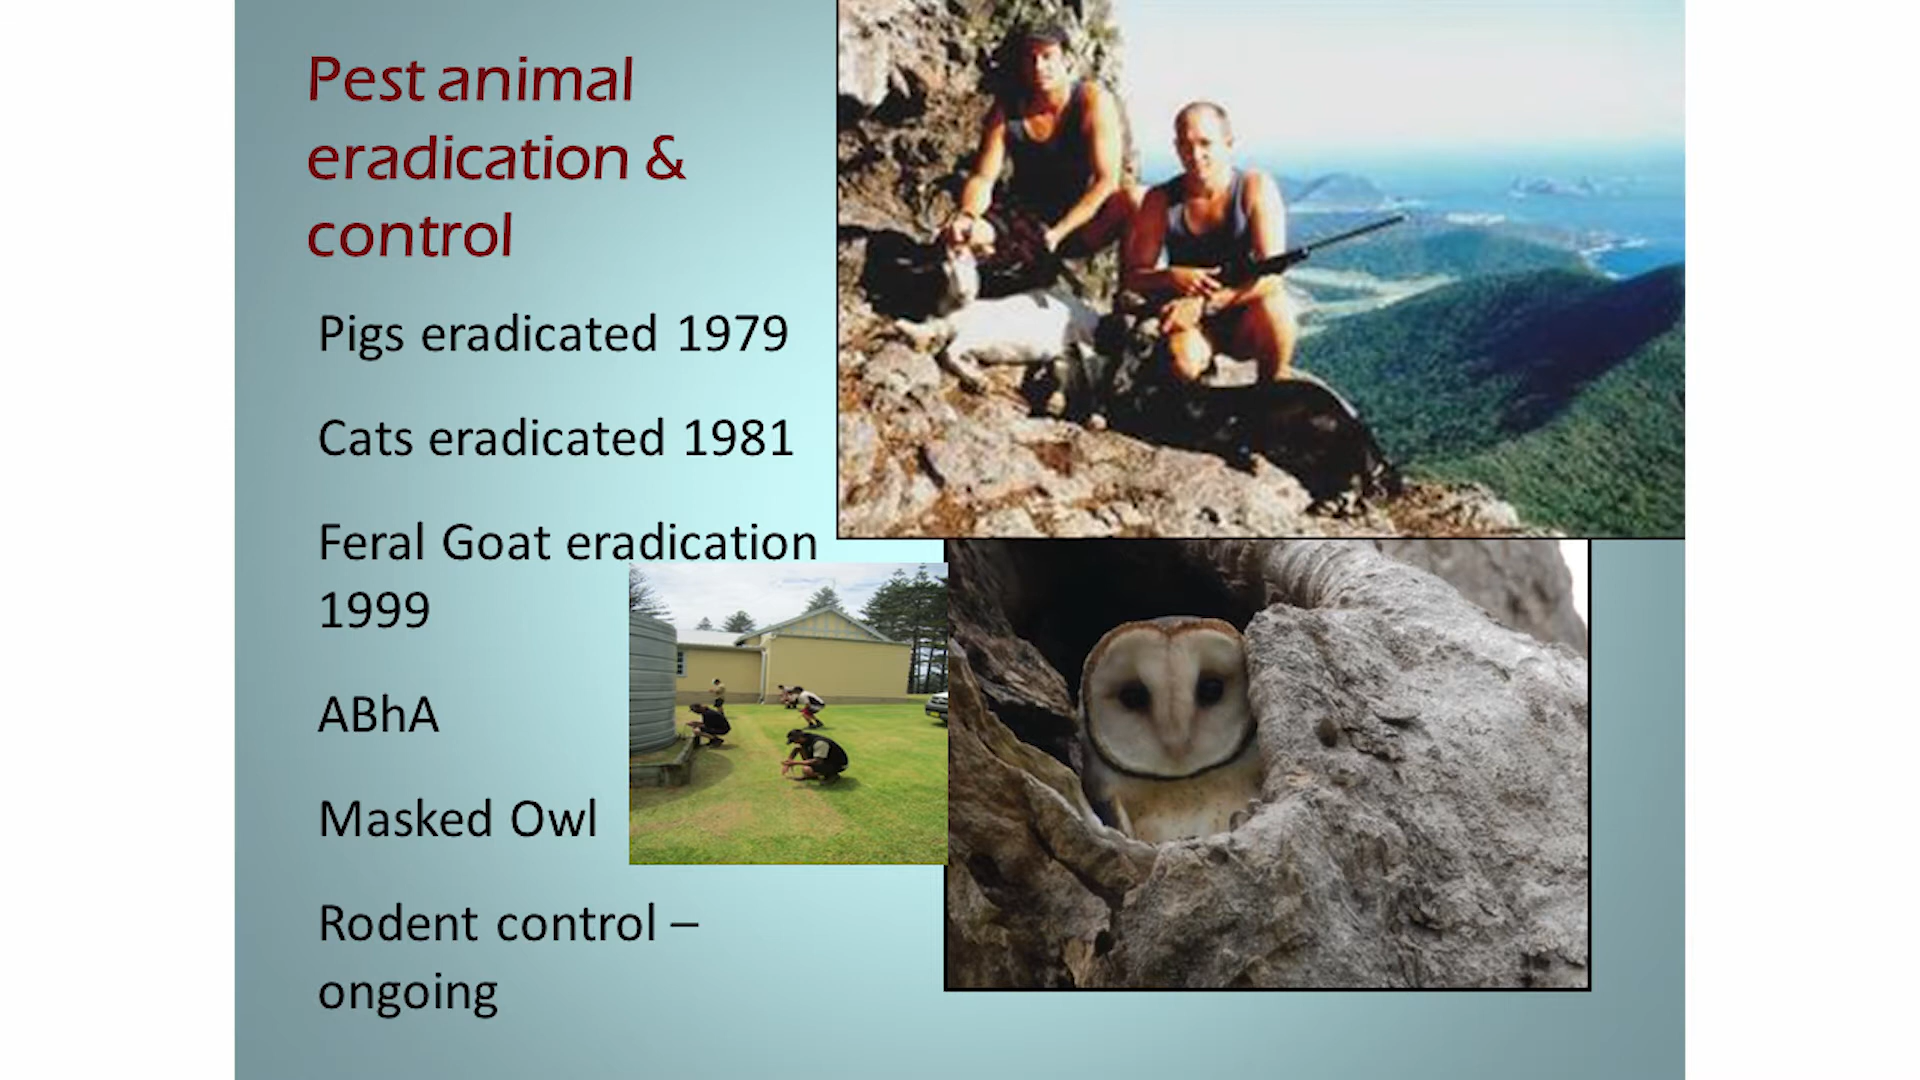 Pest animal
eradication &
control
Pigs eradicated 1979
Cats eradicated 1981
Feral Goat eradication
1999
ABhA
Masked Owl
Rodent control –
ongoing